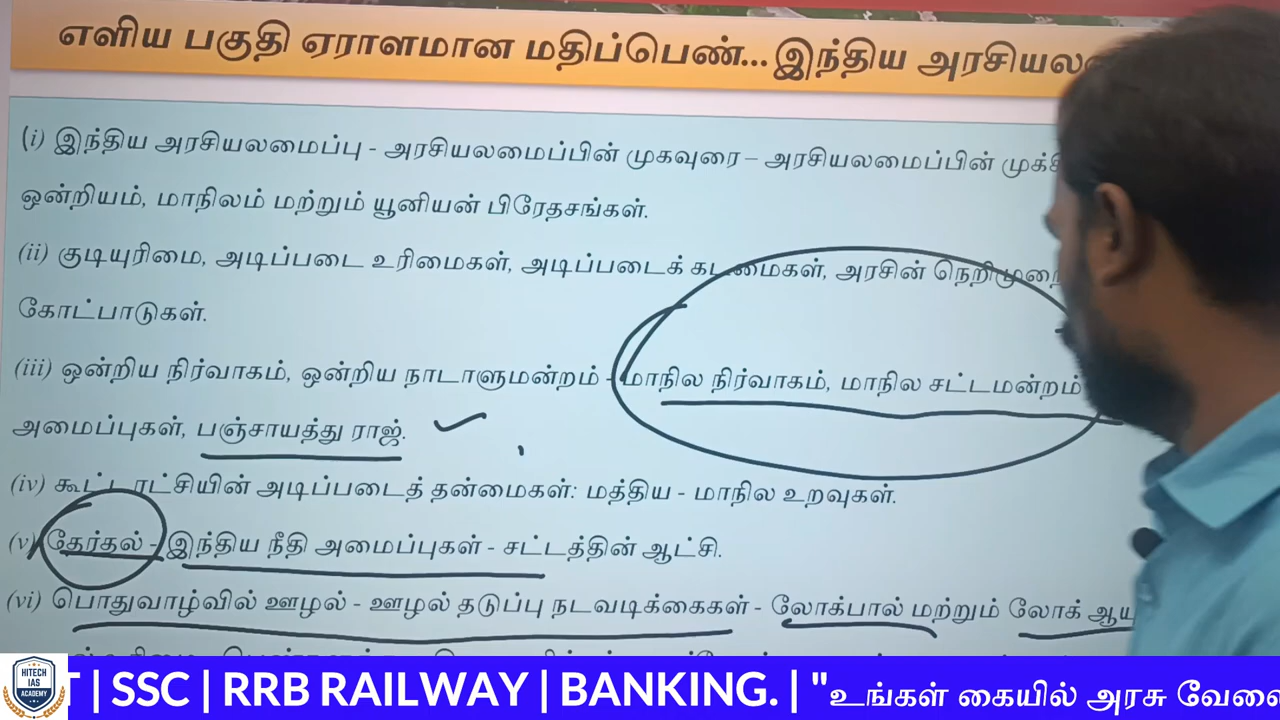 எளிய பகுதி ஏராளமான மதிப்பெண்...இந்திய
(i) இந்திய அரசியலமைப்பு - அரசியலமைப்பின் முகவுரை – அரசியலமைப்பின்
ஒன்றியம், மாநிலம் மற்றும் யூனியன் பிரதேசங்கள்.
(ii) குடியுரிமை, அடிப்படை உரிமைகள், அடிப்படைக் கடமைகள், அரசின்
கோட்பாடுகள்.
(iii) ஒன்றிய நிர்வாகம், ஒன்றிய நாடாளுமன்றம் - மாநில நிர்வாகம், மாநில சட்டமன்றம்
அமைப்புகள், பஞ்சாயத்து ராஜ்.
(iv) கூட்டாட்சியின் அடிப்படைத் தன்மைகள்: மத்திய - மாநில உறவுகள்.
(v) தேர்தல் - இந்திய நீதி அமைப்புகள் - சட்டத்தின் ஆட்சி.
(vi) பொதுவாழ்வில் ஊழல் - ஊழல் தடுப்பு நடவடிக்கைகள் - லோக்பால் மற்றும் லோக்
HITECH
IAS
ACADEMY
| SSC | RRB RAILWAY | BANKING. | "உங்கள் கையில் அரசு